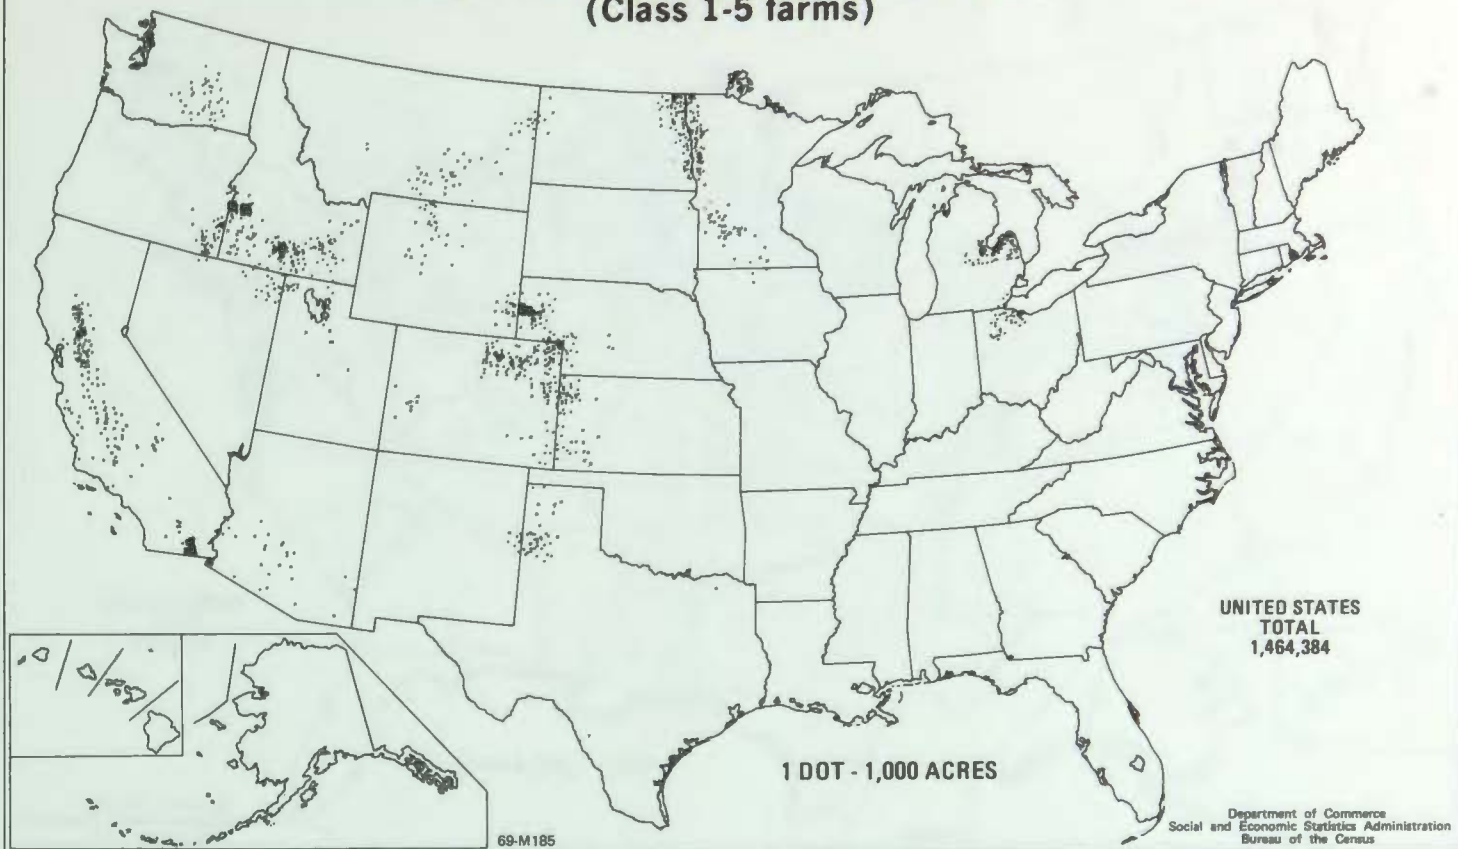 (Class 1-5 farms)
UNITED STATES
TOTAL
1,464,384
1 DOT - 1,000 ACRES
69-M185
Department of Commerce
Social and Economic Statistics Administration
Bureau of the Census